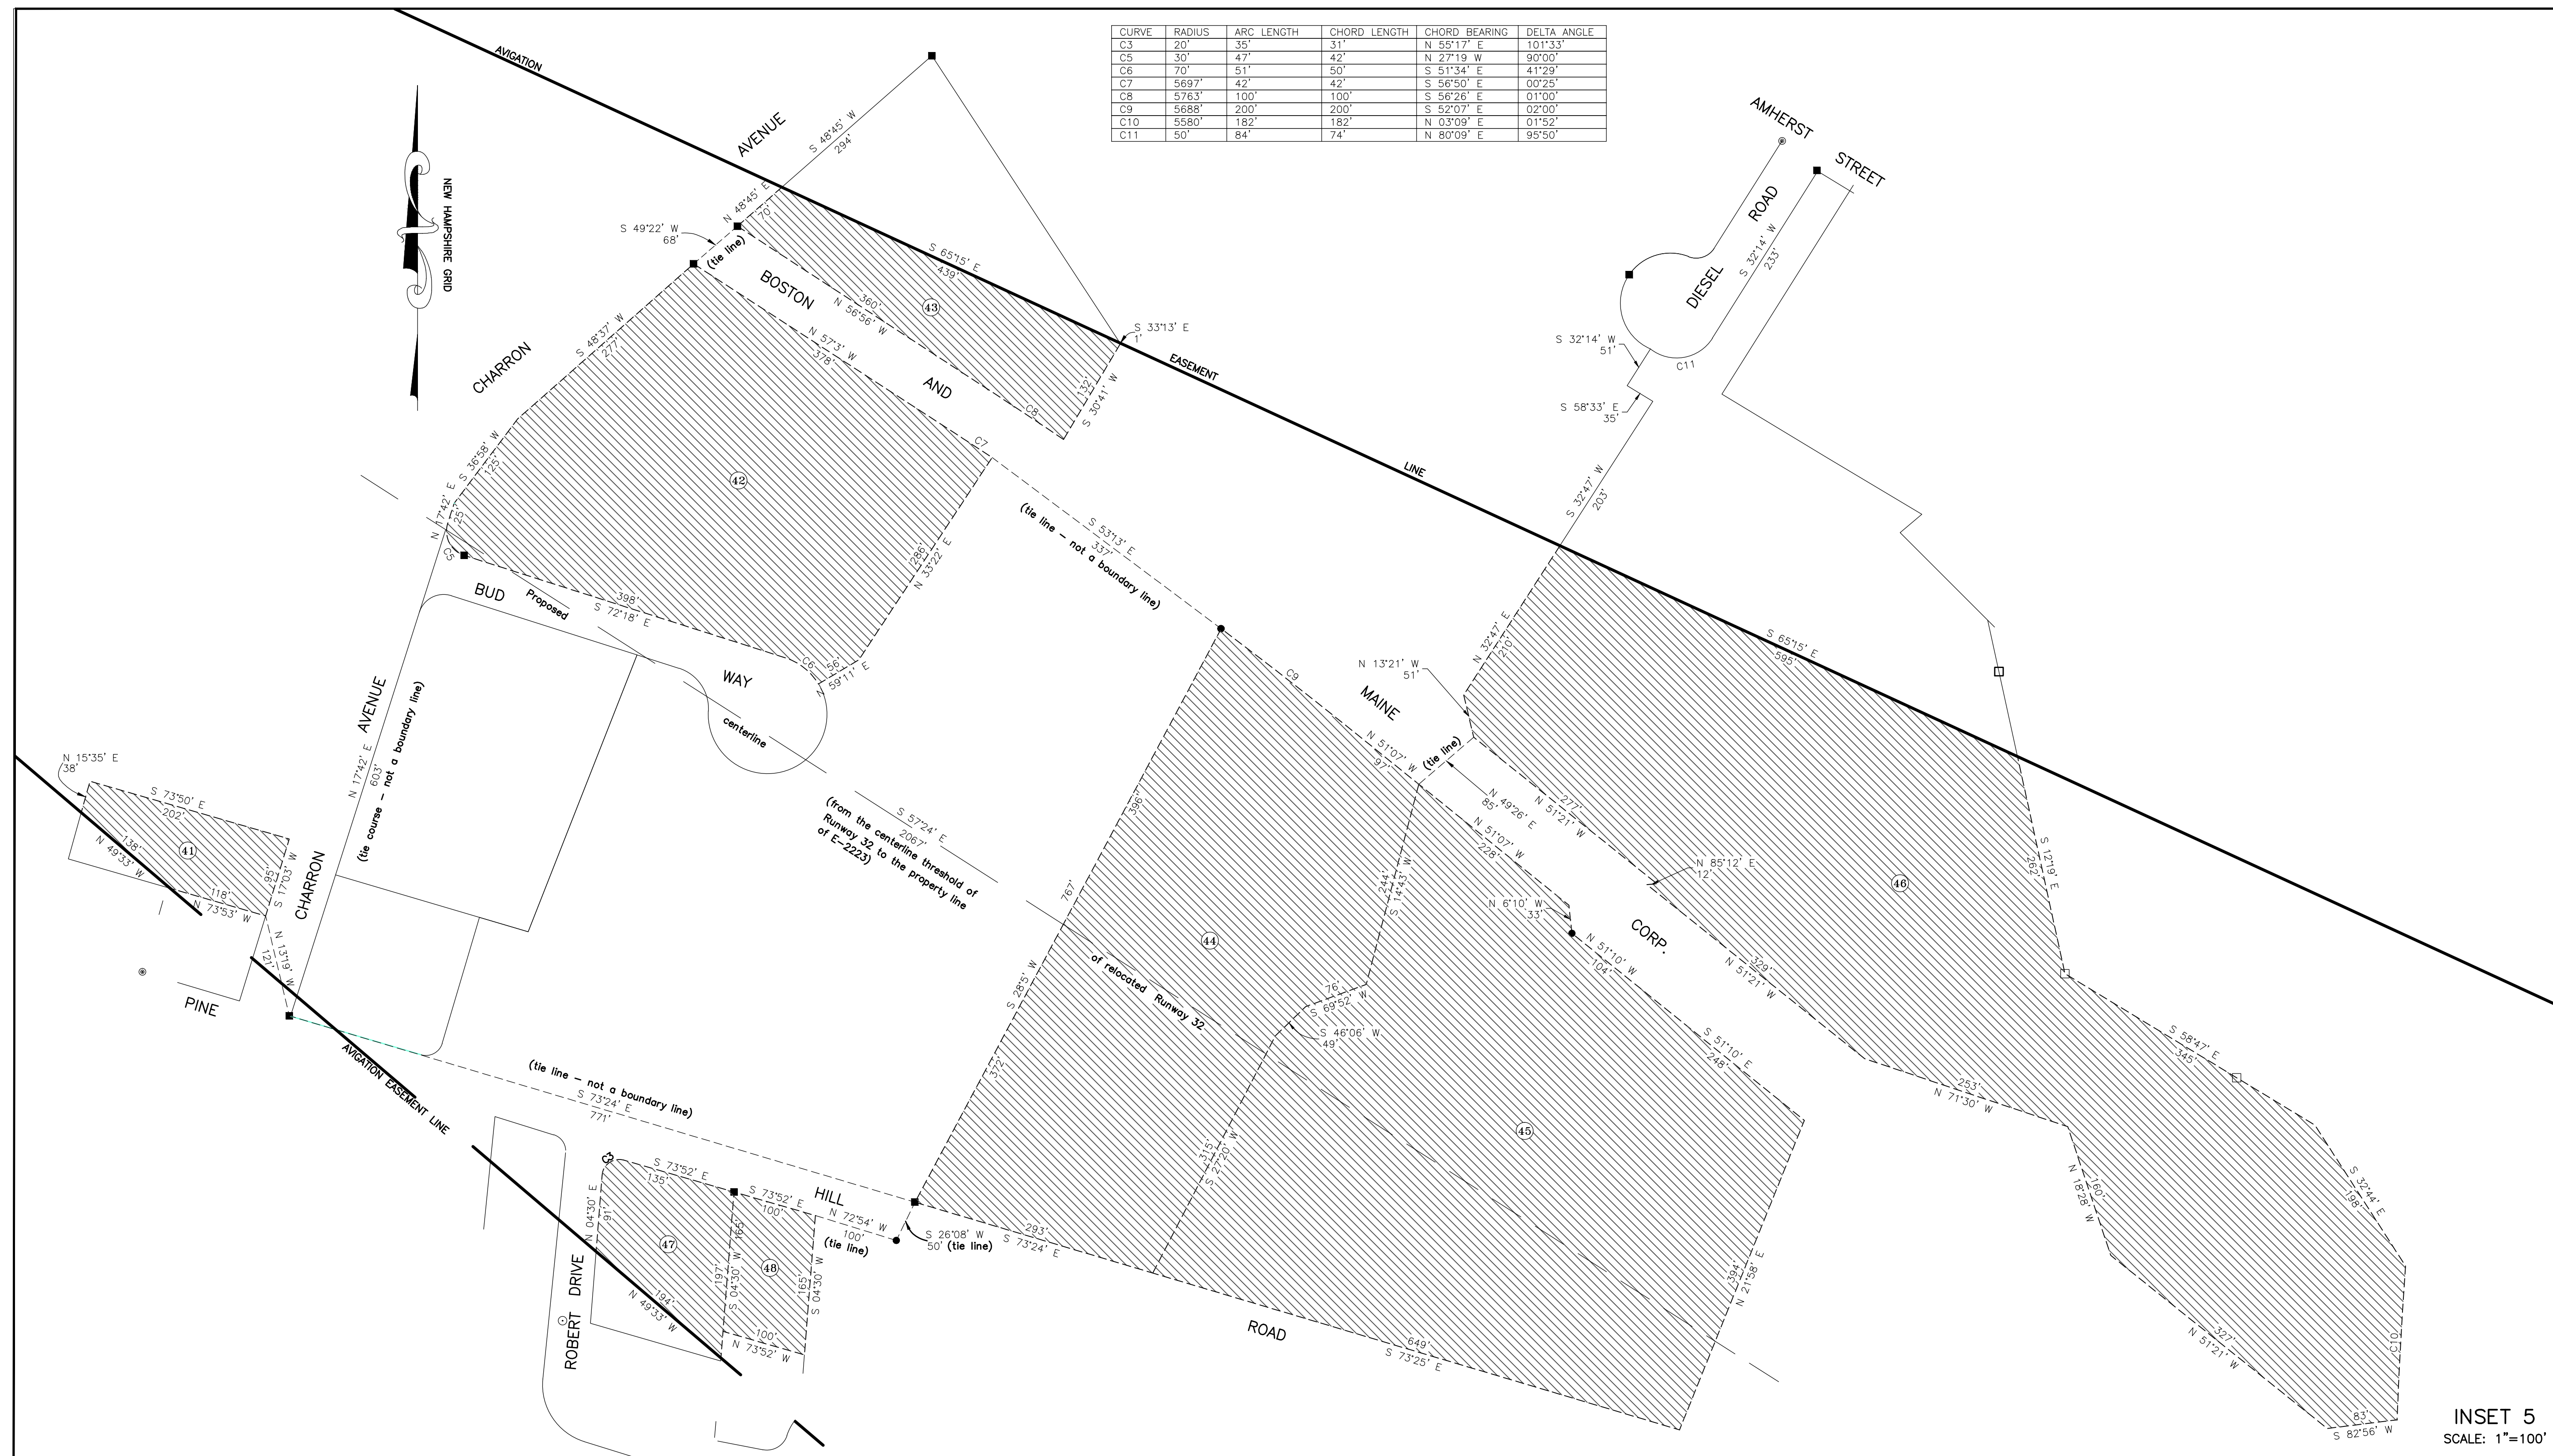 CURVE RADIUS ARC LENGTH CHORD LENGTH CHORD BEARING DELTA ANGLE
C3 20' 35' 31' N 55°17' E 101°33'
C5 30' 47' 42' N 27°19 W 90°00'
C6 70' 51' 50' S 51°34' E 41°29'
C7 5697' 42' 42' S 56°50' E 00°25'
C8 5763' 100' 100' S 56°26' E 01°00'
C9 5688' 200' 200' S 52°07' E 02°00'
C10 5580' 182' 182' N 03°09' E 01°52'
C11 50' 84' 74' N 80°09' E 95°50'
AVIGATION
EASEMENT
LINE
NEW HAMPSHIRE GRID
AVENUE
S 48°45' W
294'
N 48°45' E
70'
S 49°22' W
68'
(tie line)
S 65°15' E
439'
BOSTON
360'
N 56°56' W
43
S 33°13' E
1'
132'
S 30°41' W
C8
AMHERST
STREET
DIESEL ROAD
S 32°14' W
233'
S 32°14' W
51'
C11
S 58°33' E
35'
S 32°47' W
203'
CHARRON
S 48°37' W
277'
N 57°3' W
378'
AND
C7
42
S 36°58' W
125'
N 17°42' E
25'
C5
286'
N 33°22' E
398'
S 72°18' E
C6
56'
N 59°11' E
BUD
WAY
Proposed
centerline
S 53°13' E
337'
(tie line - not a boundary line)
AVENUE
N 17°42' E
603'
(tie course - not a boundary line)
N 15°35' E
38'
S 73°50' E
202'
41
138'
N 49°33' W
95'
S 17°03' W
118'
N 73°53' W
CHARRON
N 13°19' W
121'
PINE
S 57°24' E
2067'
(from the centerline threshold of
Runway 32 to the property line
of E-2223)
of relocated Runway 32
C9
MAINE
N 13°21' W
51'
N 32°47' E
210'
S 65°15' E
595'
N 51°07' W
97'
(tie line)
N 49°26' E
85'
277'
N 51°21' W
N 85°12' E
12'
46
S 12°19' E
262'
396'
767'
S 28°5' W
372'
44
244'
S 14°43' W
N 51°07' W
228'
N 6°10' W
33'
CORP.
N 51°10' W
104'
329'
N 51°21' W
76'
S 69°52' W
S 46°06' W
49'
S 51°10' E
248'
45
315'
S 27°20' W
S 58°47' E
345'
253'
N 71°30' W
N 18°28' W
160'
S 32°44' E
198'
C10
327'
N 51°21' W
83'
S 82°56' W
394'
N 21°58' E
AVIGATION EASEMENT LINE
(tie line - not a boundary line)
S 73°24' E
771'
C3
S 73°52' E
135'
S 73°52' E
100'
HILL
N 72°54' W
100'
(tie line)
S 26°08' W
50' (tie line)
293'
S 73°24' E
N 04°30' E
91'
47
165'
197'
S 04°30' W
48
165'
S 04°30' W
194'
N 49°33' W
100'
N 73°52' W
ROBERT DRIVE
ROAD
649'
S 73°25' E
INSET 5
SCALE: 1"=100'